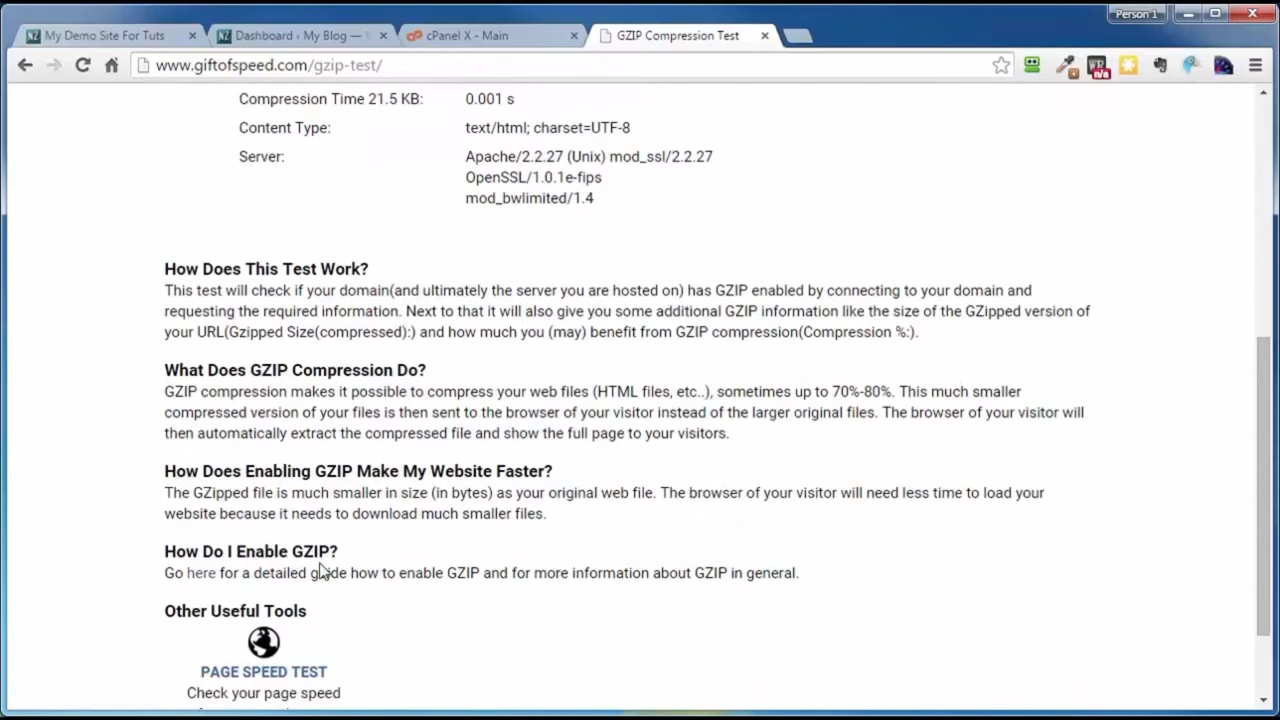 Person 1
My Demo Site For Tuts
Dashboard ‹ My Blog —
cPanel X - Main
GZIP Compression Test
www.giftofspeed.com/gzip-test/
n/a
Compression Time 21.5 KB: 0.001 s
Content Type: text/html; charset=UTF-8
Server: Apache/2.2.27 (Unix) mod_ssl/2.2.27
OpenSSL/1.0.1e-fips
mod_bwlimited/1.4
How Does This Test Work?
This test will check if your domain(and ultimately the server you are hosted on) has GZIP enabled by connecting to your domain and
requesting the required information. Next to that it will also give you some additional GZIP information like the size of the GZipped version of
your URL(Gzipped Size(compressed):) and how much you (may) benefit from GZIP compression(Compression %:).
What Does GZIP Compression Do?
GZIP compression makes it possible to compress your web files (HTML files, etc..), sometimes up to 70%-80%. This much smaller
compressed version of your files is then sent to the browser of your visitor instead of the larger original files. The browser of your visitor will
then automatically extract the compressed file and show the full page to your visitors.
How Does Enabling GZIP Make My Website Faster?
The GZipped file is much smaller in size (in bytes) as your original web file. The browser of your visitor will need less time to load your
website because it needs to download much smaller files.
How Do I Enable GZIP?
Go here for a detailed guide how to enable GZIP and for more information about GZIP in general.
Other Useful Tools
PAGE SPEED TEST
Check your page speed